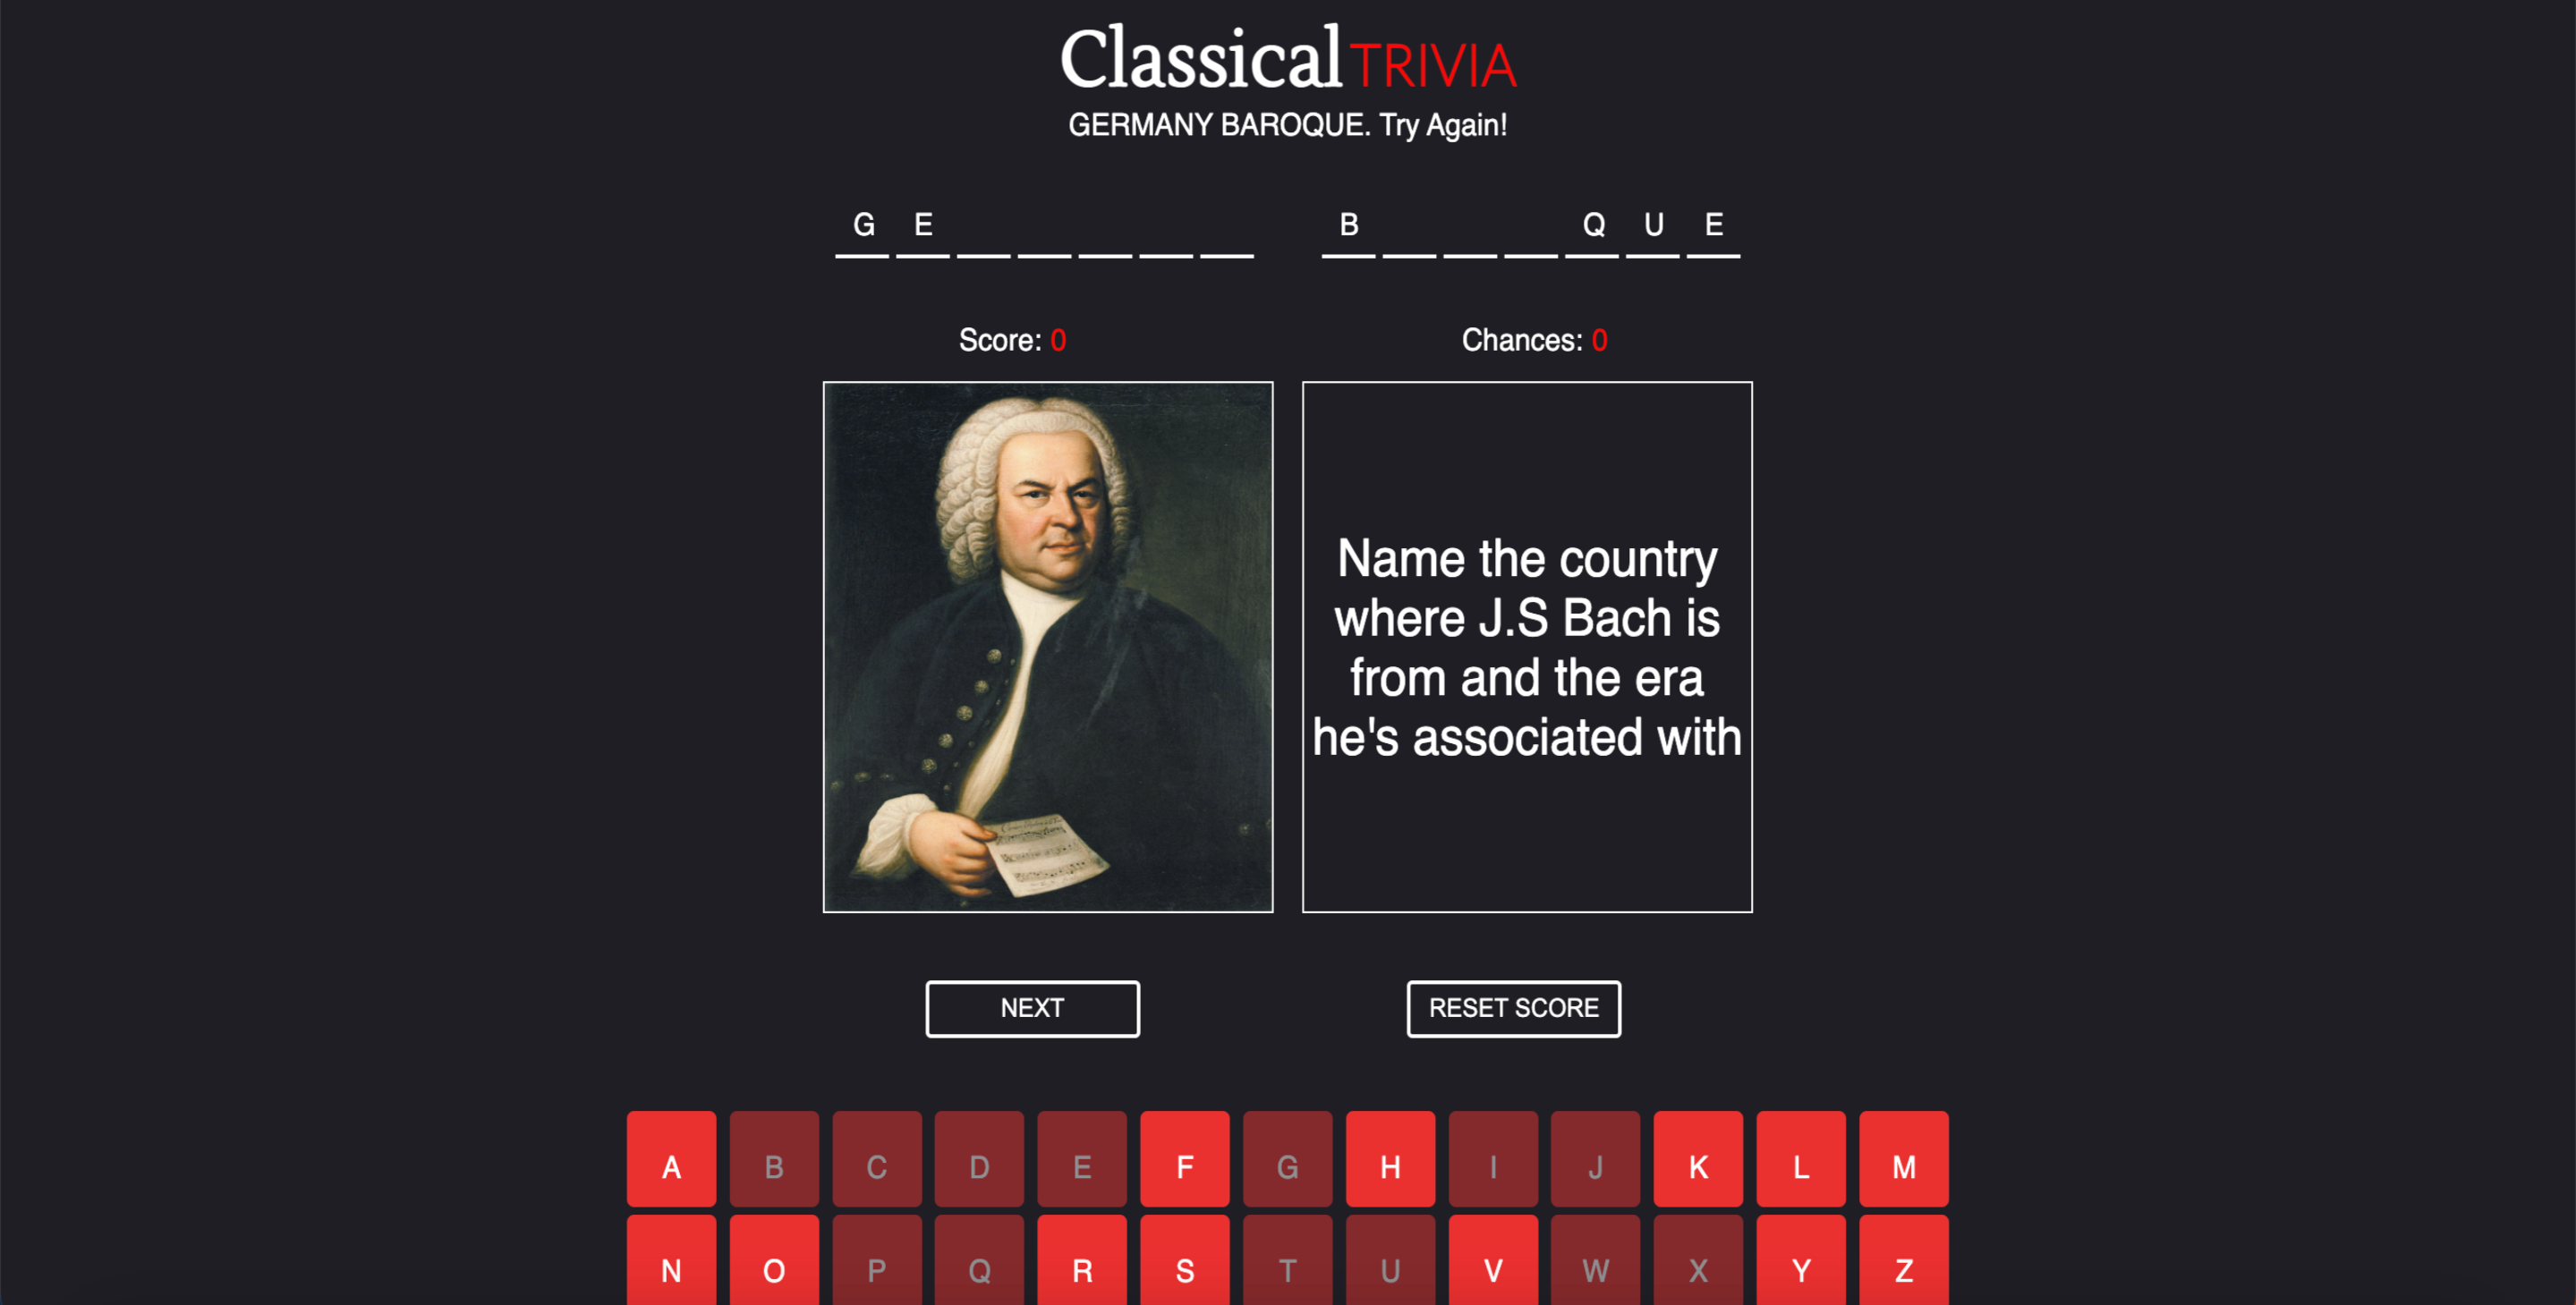 Classical TRIVIA
GERMANY BAROQUE. Try Again!
G E B Q U E
Score: 0 Chances: 0
Name the country
where J.S Bach is
from and the era
he's associated with
NEXT RESET SCORE
A B C D E F G H I J K L M
N O P Q R S T U V W X Y Z